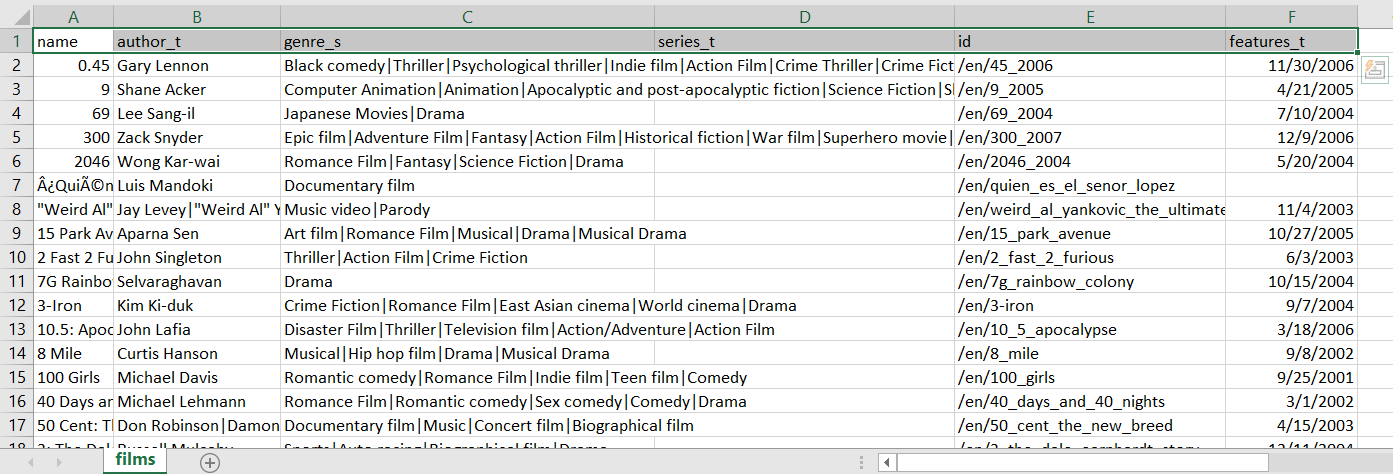 A B C D E F
1 name author_t genre_s series_t id features_t
2 0.45 Gary Lennon Black comedy|Thriller|Psychological thriller|Indie film|Action Film|Crime Thriller|Crime Fict /en/45_2006 11/30/2006
3 9 Shane Acker Computer Animation|Animation|Apocalyptic and post-apocalyptic fiction|Science Fiction|S /en/9_2005 4/21/2005
4 69 Lee Sang-il Japanese Movies|Drama /en/69_2004 7/10/2004
5 300 Zack Snyder Epic film|Adventure Film|Fantasy|Action Film|Historical fiction|War film|Superhero movie| /en/300_2007 12/9/2006
6 2046 Wong Kar-wai Romance Film|Fantasy|Science Fiction|Drama /en/2046_2004 5/20/2004
7 Â¿QuiÃ©n Luis Mandoki Documentary film /en/quien_es_el_senor_lopez
8 "Weird Al" Jay Levey|"Weird Al" Y Music video|Parody /en/weird_al_yankovic_the_ultimate 11/4/2003
9 15 Park Av Aparna Sen Art film|Romance Film|Musical|Drama|Musical Drama /en/15_park_avenue 10/27/2005
10 2 Fast 2 Fu John Singleton Thriller|Action Film|Crime Fiction /en/2_fast_2_furious 6/3/2003
11 7G Rainbo Selvaraghavan Drama /en/7g_rainbow_colony 10/15/2004
12 3-Iron Kim Ki-duk Crime Fiction|Romance Film|East Asian cinema|World cinema|Drama /en/3-iron 9/7/2004
13 10.5: Apoc John Lafia Disaster Film|Thriller|Television film|Action/Adventure|Action Film /en/10_5_apocalypse 3/18/2006
14 8 Mile Curtis Hanson Musical|Hip hop film|Drama|Musical Drama /en/8_mile 9/8/2002
15 100 Girls Michael Davis Romantic comedy|Romance Film|Indie film|Teen film|Comedy /en/100_girls 9/25/2001
16 40 Days an Michael Lehmann Romance Film|Romantic comedy|Sex comedy|Comedy|Drama /en/40_days_and_40_nights 3/1/2002
17 50 Cent: T Don Robinson|Damon Documentary film|Music|Concert film|Biographical film /en/50_cent_the_new_breed 4/15/2003
films